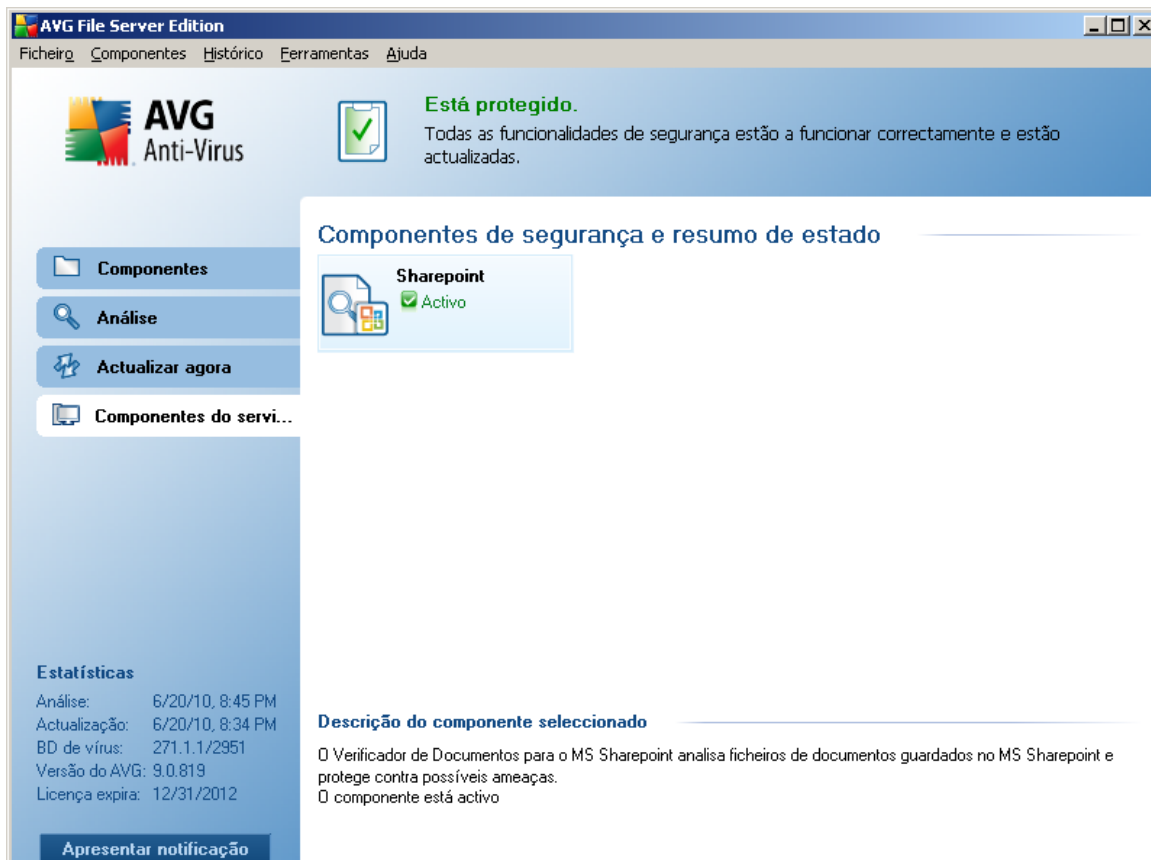 AVG File Server Edition
Ficheiro Componentes Histórico Ferramentas Ajuda
AVG
Anti-Virus
Está protegido.
Todas as funcionalidades de segurança estão a funcionar correctamente e estão
actualizadas.
Componentes
Análise
Actualizar agora
Componentes do servi...
Componentes de segurança e resumo de estado
Sharepoint
Activo
Estatísticas
Análise: 6/20/10, 8:45 PM
Actualização: 6/20/10, 8:34 PM
BD de vírus: 271.1.1/2951
Versão do AVG: 9.0.819
Licença expira: 12/31/2012
Apresentar notificação
Descrição do componente seleccionado
O Verificador de Documentos para o MS Sharepoint analisa ficheiros de documentos guardados no MS Sharepoint e
protege contra possíveis ameaças.
O componente está activo